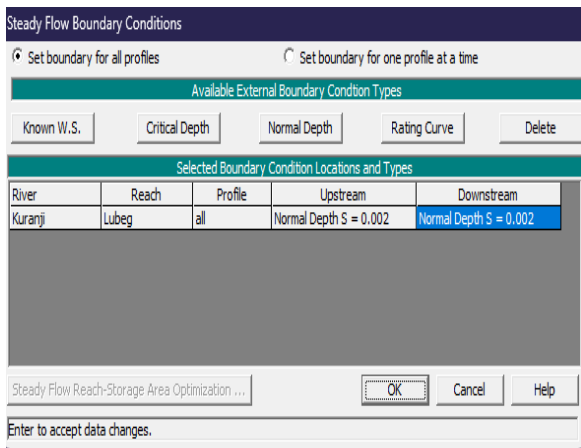 Steady Flow Boundary Conditions
Set boundary for all profiles Set boundary for one profile at a time
Available External Boundary Condtion Types
Known W.S. Critical Depth Normal Depth Rating Curve Delete
Selected Boundary Condition Locations and Types
River Reach Profile Upstream Downstream
Kuranji Lubeg all Normal Depth S = 0.002 Normal Depth S = 0.002
Steady Flow Reach-Storage Area Optimization ... OK Cancel Help
Enter to accept data changes.